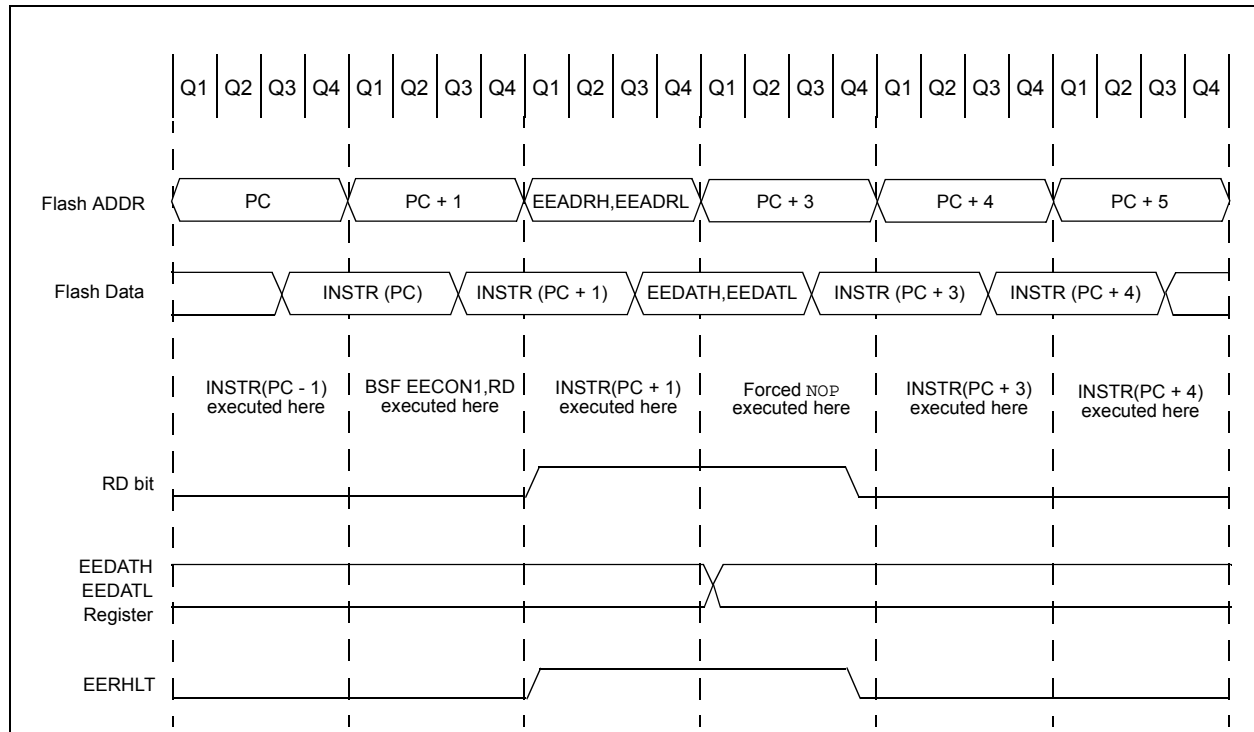 Q1 Q2 Q3 Q4 Q1 Q2 Q3 Q4 Q1 Q2 Q3 Q4 Q1 Q2 Q3 Q4 Q1 Q2 Q3 Q4 Q1 Q2 Q3 Q4
Flash ADDR PC PC + 1 EEADRH,EEADRL PC + 3 PC + 4 PC + 5
Flash Data INSTR (PC) INSTR (PC + 1) EEDATH,EEDATL INSTR (PC + 3) INSTR (PC + 4)
INSTR(PC - 1) BSF EECON1,RD INSTR(PC + 1) Forced NOP INSTR(PC + 3) INSTR(PC + 4)
executed here executed here executed here executed here executed here executed here
RD bit
EEDATH
EEDATL
Register
EERHLT